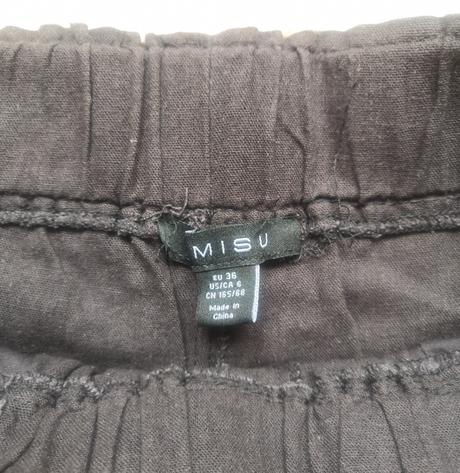 MISU
EU 36
US/CA 6
CN 165/68
Made in
China